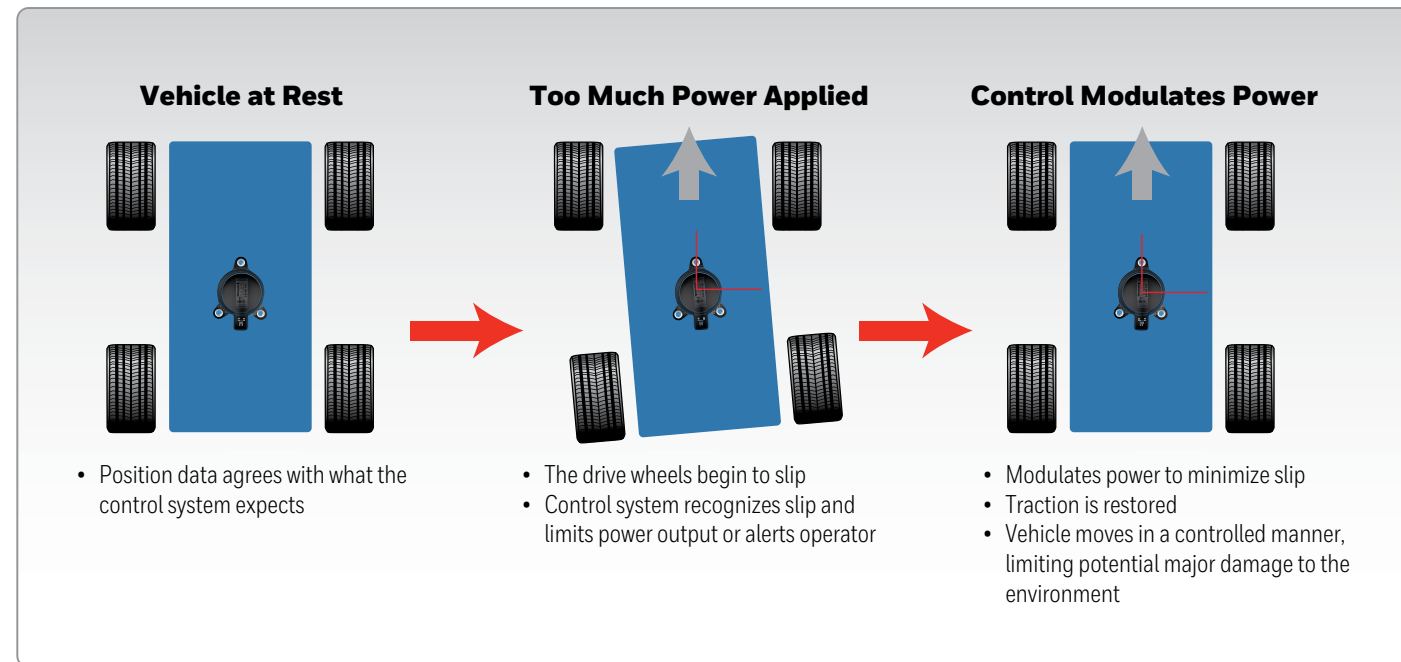 Vehicle at Rest
• Position data agrees with what the
control system expects
Too Much Power Applied
• The drive wheels begin to slip
• Control system recognizes slip and
limits power output or alerts operator
Control Modulates Power
• Modulates power to minimize slip
• Traction is restored
• Vehicle moves in a controlled manner,
limiting potential major damage to the
environment